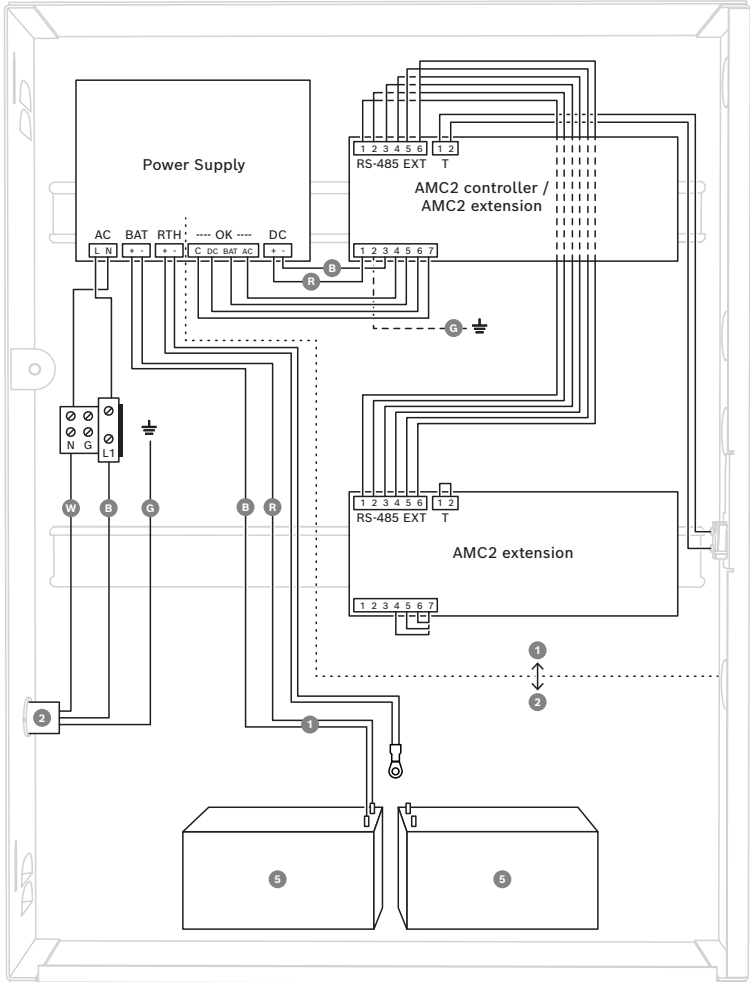 1 2 3 4 5 6 1 2
RS-485 EXT T
Power Supply
AMC2 controller /
AMC2 extension
AC BAT RTH ---- OK ---- DC
L N + - + - C DC BAT AC + -
1 2 3 4 5 6 7
B
R
G
N G
L1
W B G B R
1 2 3 4 5 6 1 2
RS-485 EXT T
AMC2 extension
1 2 3 4 5 6 7
1
2
2
1
5 5